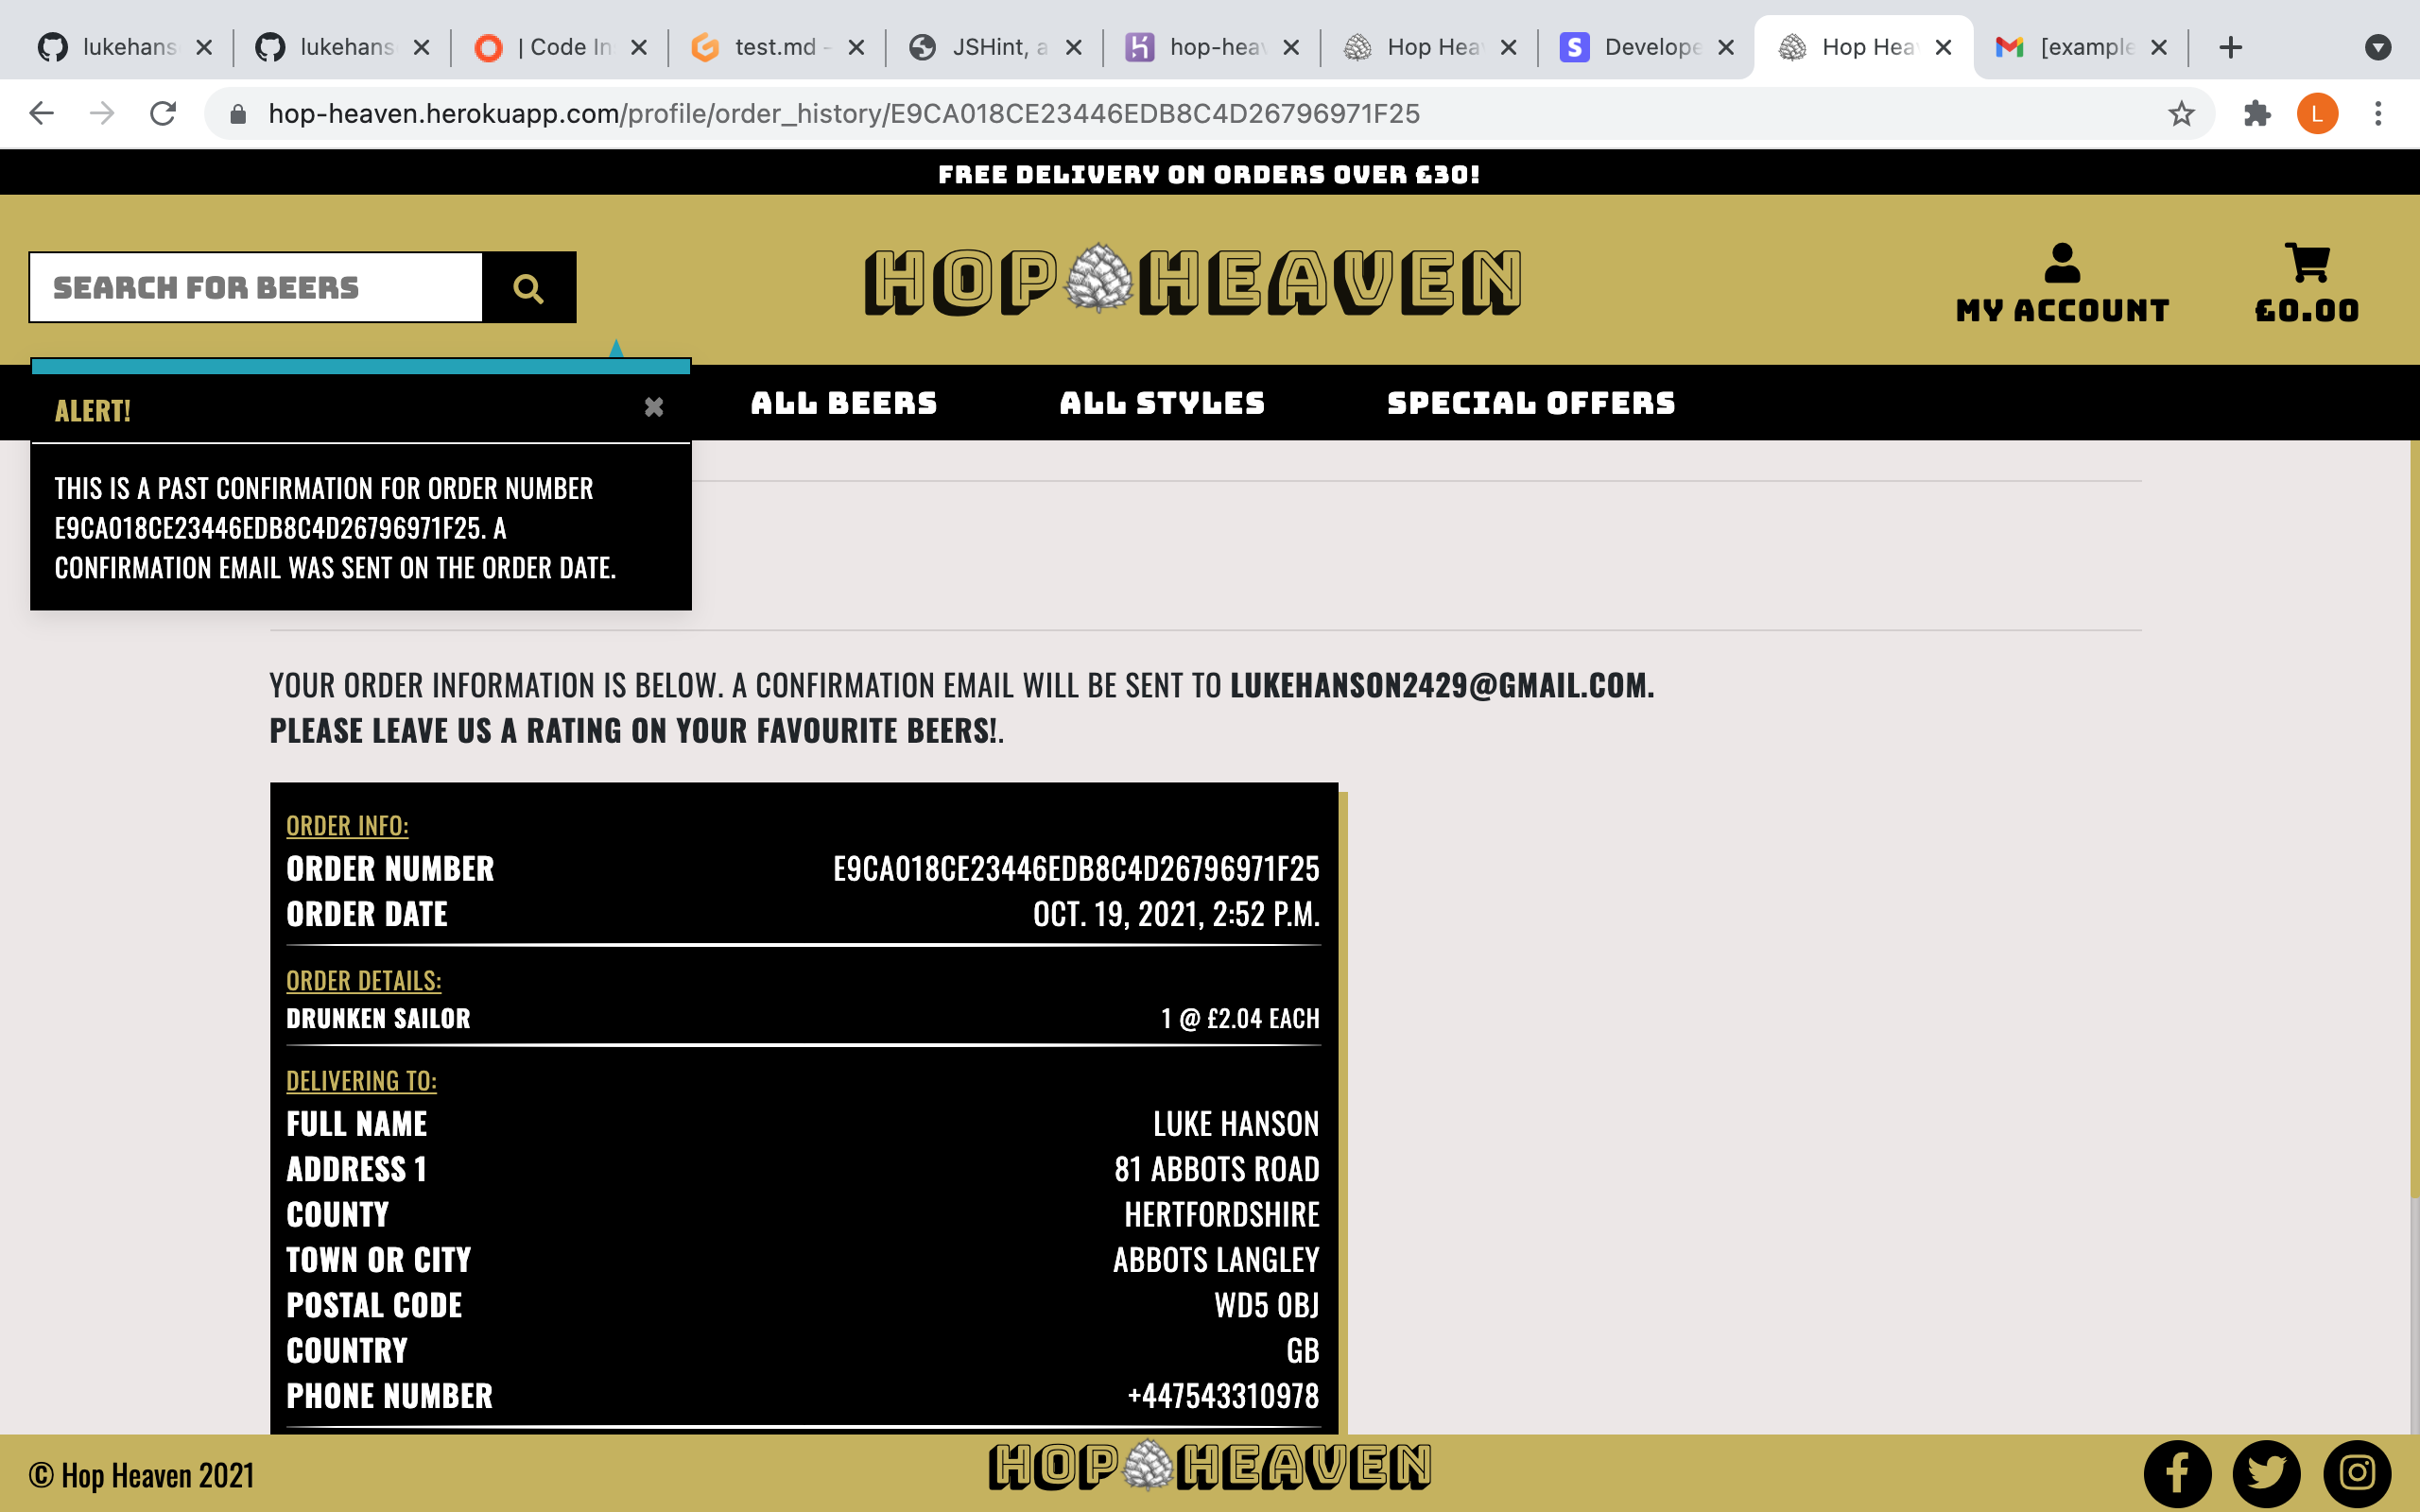 lukehans
lukehans
| Code In
test.md -
JSHint, a
hop-heav
Hop Hea
Develope
Hop Hea
[example
hop-heaven.herokuapp.com/profile/order_history/E9CA018CE23446EDB8C4D26796971F25
L
FREE DELIVERY ON ORDERS OVER £30!
SEARCH FOR BEERS
HOP HEAVEN
MY ACCOUNT
£0.00
ALL BEERS
ALL STYLES
SPECIAL OFFERS
ALERT!
THIS IS A PAST CONFIRMATION FOR ORDER NUMBER
E9CA018CE23446EDB8C4D26796971F25. A
CONFIRMATION EMAIL WAS SENT ON THE ORDER DATE.
YOUR ORDER INFORMATION IS BELOW. A CONFIRMATION EMAIL WILL BE SENT TO LUKEHANSON2429@GMAIL.COM.
PLEASE LEAVE US A RATING ON YOUR FAVOURITE BEERS!.
ORDER INFO:
ORDER NUMBER E9CA018CE23446EDB8C4D26796971F25
ORDER DATE OCT. 19, 2021, 2:52 P.M.
ORDER DETAILS:
DRUNKEN SAILOR 1 @ £2.04 EACH
DELIVERING TO:
FULL NAME LUKE HANSON
ADDRESS 1 81 ABBOTS ROAD
COUNTY HERTFORDSHIRE
TOWN OR CITY ABBOTS LANGLEY
POSTAL CODE WD5 0BJ
COUNTRY GB
PHONE NUMBER +447543310978
© Hop Heaven 2021
HOP HEAVEN